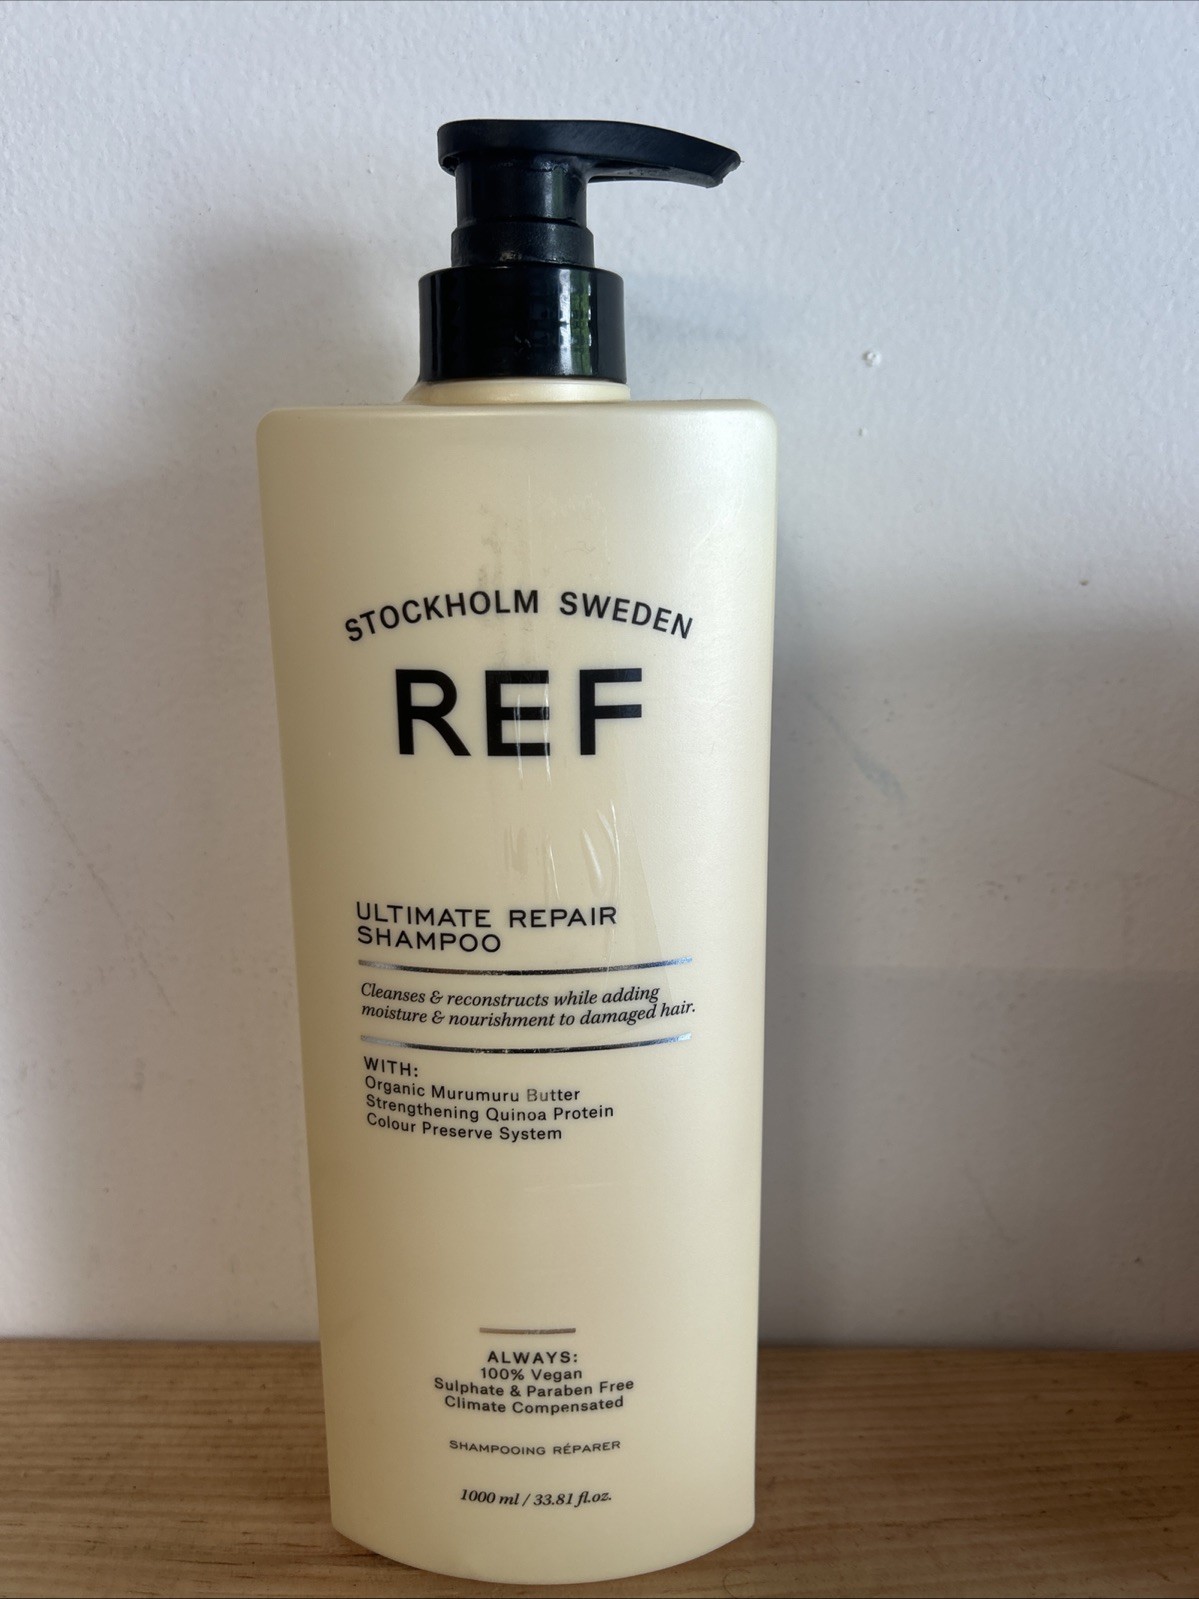 STOCKHOLM SWEDEN
REF
ULTIMATE REPAIR
SHAMPOO
Cleanses & reconstructs while adding
moisture & nourishment to damaged hair.
WITH:
Organic Murumuru Butter
Strengthening Quinoa Protein
Colour Preserve System
ALWAYS:
100% Vegan
Sulphate & Paraben Free
Climate Compensated
SHAMPOOING RÉPARER
1000 ml / 33.81 fl.oz.